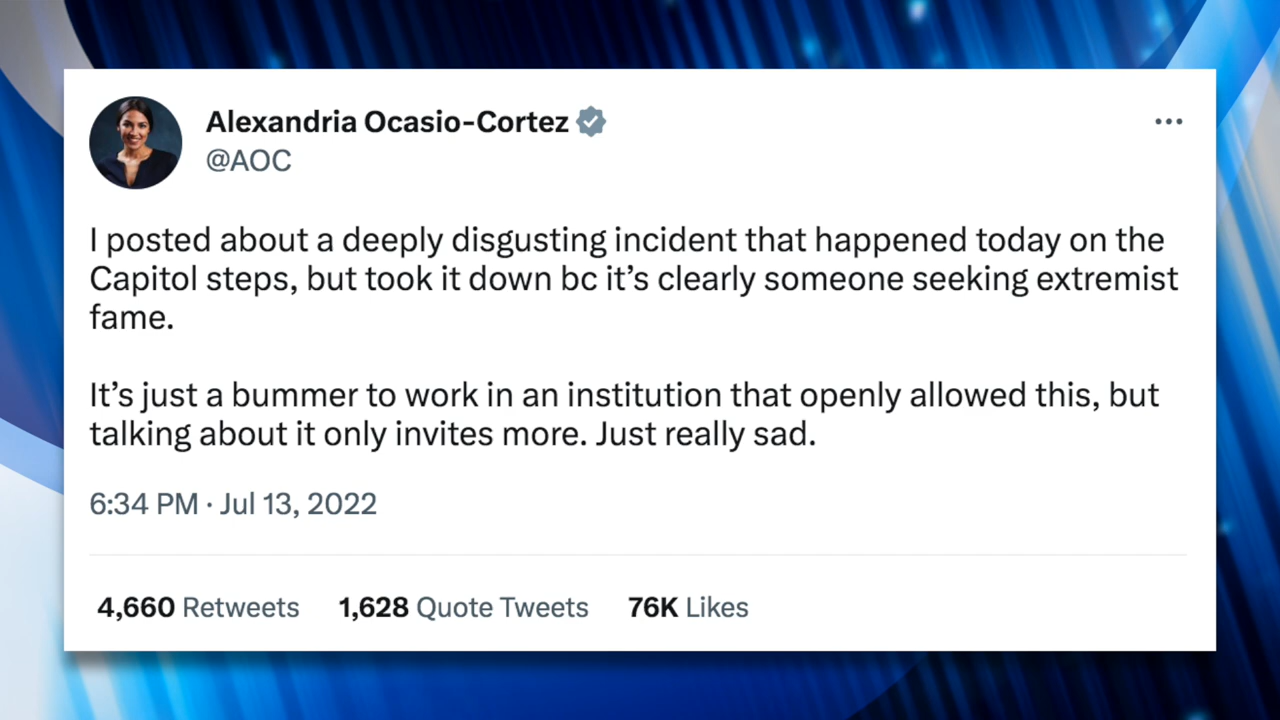 Alexandria Ocasio-Cortez
@AOC
I posted about a deeply disgusting incident that happened today on the
Capitol steps, but took it down bc it’s clearly someone seeking extremist
fame.
It’s just a bummer to work in an institution that openly allowed this, but
talking about it only invites more. Just really sad.
6:34 PM · Jul 13, 2022
4,660 Retweets 1,628 Quote Tweets 76K Likes